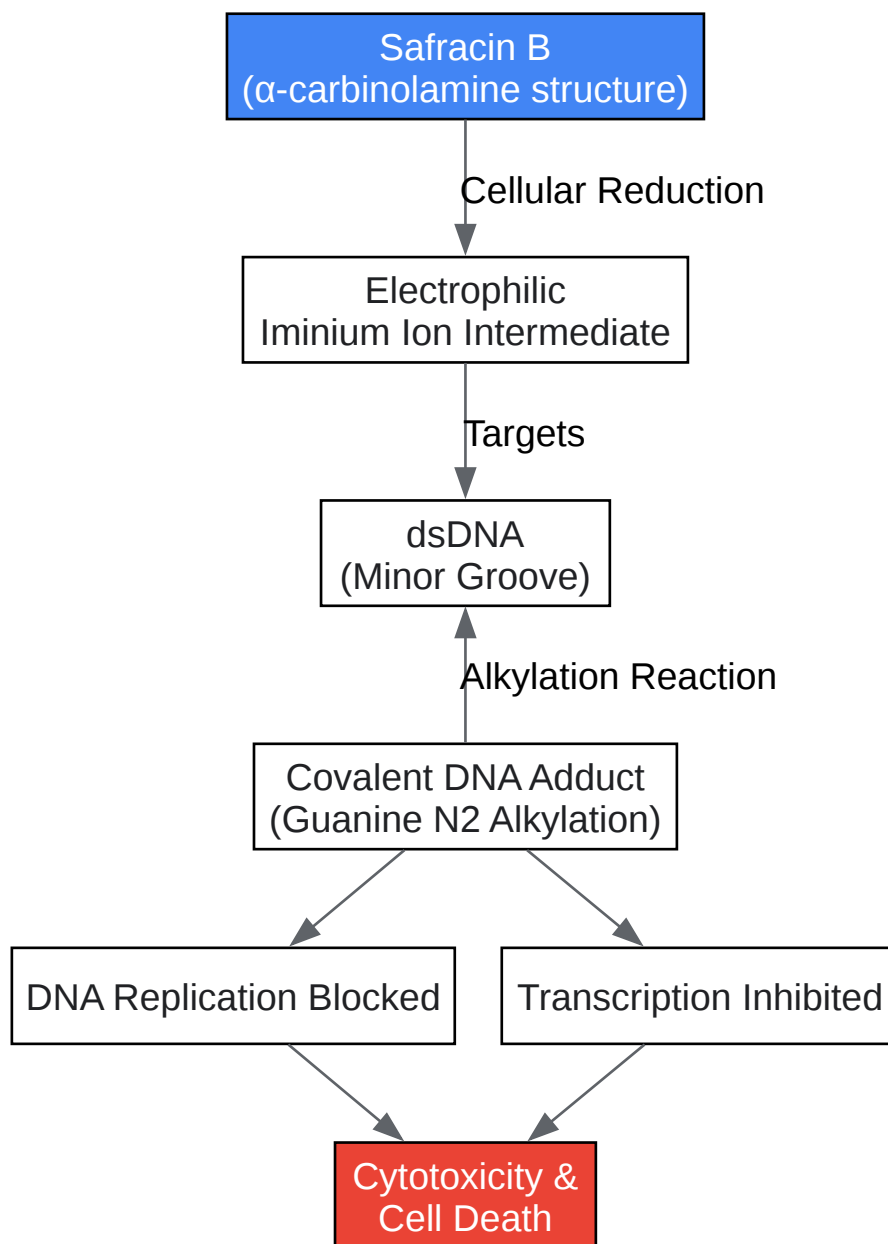 Safracin B
(α-carbinolamine structure)
Cellular Reduction
Electrophilic
Iminium Ion Intermediate
Targets
dsDNA
(Minor Groove)
Alkylation Reaction
Covalent DNA Adduct
(Guanine N2 Alkylation)
DNA Replication Blocked
Transcription Inhibited
Cytotoxicity &
Cell Death